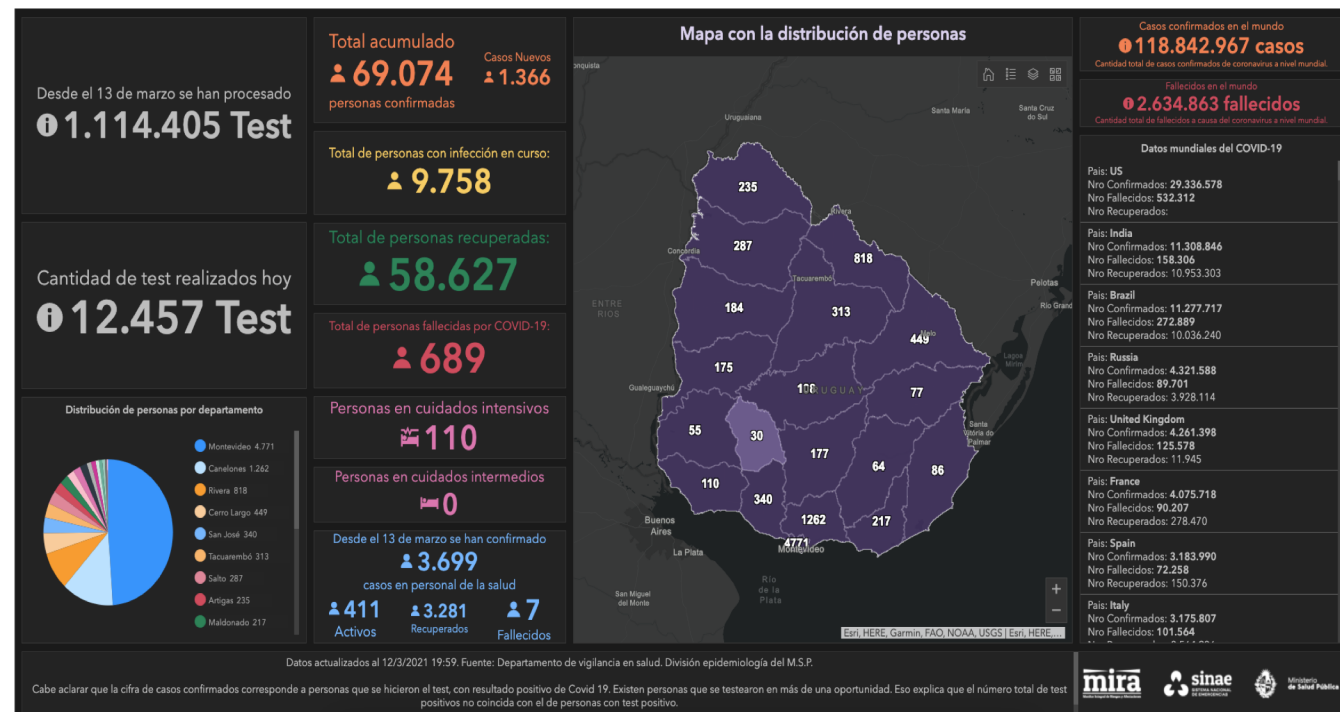 Desde el 13 de marzo se han procesado
1.114.405 Test
Cantidad de test realizados hoy
12.457 Test
Distribución de personas por departamento
Montevideo 4.771
Canelones 1.262
Rivera 818
Cerro Largo 449
San José 340
Tacuarembó 313
Salto 287
Artigas 235
Maldonado 217
Total acumulado
69.074
personas confirmadas
Casos Nuevos
1.366
Total de personas con infección en curso:
9.758
Total de personas recuperadas:
58.627
Total de personas fallecidas por COVID-19:
689
Personas en cuidados intensivos
110
Personas en cuidados intermedios
0
Desde el 13 de marzo se han confirmado
3.699
casos en personal de la salud
411
Activos
3.281
Recuperados
7
Fallecidos
Mapa con la distribución de personas
onquista
Uruguaiana
Santa María
Santa Cruz
do Sul
235
Rivera
Concordia
287
818
Tacuarembó
Pelotas
ENTRE
RIOS
184
313
Rio Grand
449
Melo
Lagoa
Mirim
175
Gualeguaychú
URUGUAY
77
Santa
Vitória do
Palmar
55
30
177
64
86
110
340
1262
217
Buenos
Aires
4771
Montevideo
La Plata
Río
de la
Plata
San Miguel
del Monte
Esri, HERE, Garmin, FAO, NOAA, USGS | Esri, HERE,...
Casos confirmados en el mundo
118.842.967 casos
Cantidad total de casos confirmados de coronavirus a nivel mundial.
Fallecidos en el mundo
2.634.863 fallecidos
Cantidad total de fallecidos a causa del coronavirus a nivel mundial.
Datos mundiales del COVID-19
Pais: US
Nro Confirmados: 29.336.578
Nro Fallecidos: 532.312
Nro Recuperados:
Pais: India
Nro Confirmados: 11.308.846
Nro Fallecidos: 158.306
Nro Recuperados: 10.953.303
Pais: Brazil
Nro Confirmados: 11.277.717
Nro Fallecidos: 272.889
Nro Recuperados: 10.036.240
Pais: Russia
Nro Confirmados: 4.321.588
Nro Fallecidos: 89.701
Nro Recuperados: 3.928.114
Pais: United Kingdom
Nro Confirmados: 4.261.398
Nro Fallecidos: 125.578
Nro Recuperados: 11.945
Pais: France
Nro Confirmados: 4.075.718
Nro Fallecidos: 90.207
Nro Recuperados: 278.470
Pais: Spain
Nro Confirmados: 3.183.990
Nro Fallecidos: 72.258
Nro Recuperados: 150.376
Pais: Italy
Nro Confirmados: 3.175.807
Nro Fallecidos: 101.564
Datos actualizados al 12/3/2021 19:59. Fuente: Departamento de vigilancia en salud. División epidemiología del M.S.P.
Cabe aclarar que la cifra de casos confirmados corresponde a personas que se hicieron el test, con resultado positivo de Covid 19. Existen personas que se testearon en más de una oportunidad. Eso explica que el número total de test
positivos no coincida con el de personas con test positivo.
mira
sinae
SISTEMA NACIONAL
DE EMERGENCIAS
Ministerio
de Salud Pública